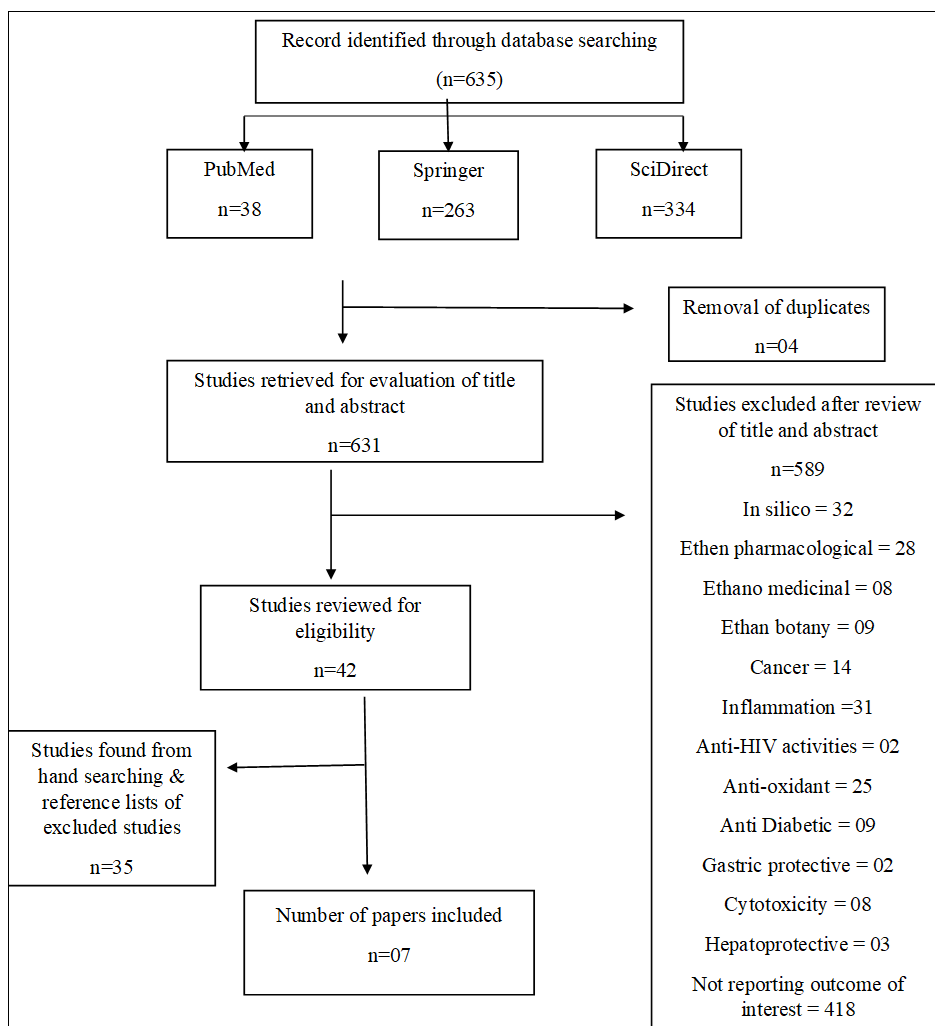 Record identified through database searching
(n=635)
PubMed
n=38
Springer
n=263
SciDirect
n=334
Removal of duplicates
n=04
Studies retrieved for evaluation of title
and abstract
n=631
Studies excluded after review
of title and abstract
n=589
In silico = 32
Ethen pharmacological = 28
Ethano medicinal = 08
Ethan botany = 09
Cancer = 14
Inflammation =31
Anti-HIV activities = 02
Anti-oxidant = 25
Anti Diabetic = 09
Gastric protective = 02
Cytotoxicity = 08
Hepatoprotective = 03
Not reporting outcome of
interest = 418
Studies reviewed for
eligibility
n=42
Studies found from
hand searching &
reference lists of
excluded studies
n=35
Number of papers included
n=07